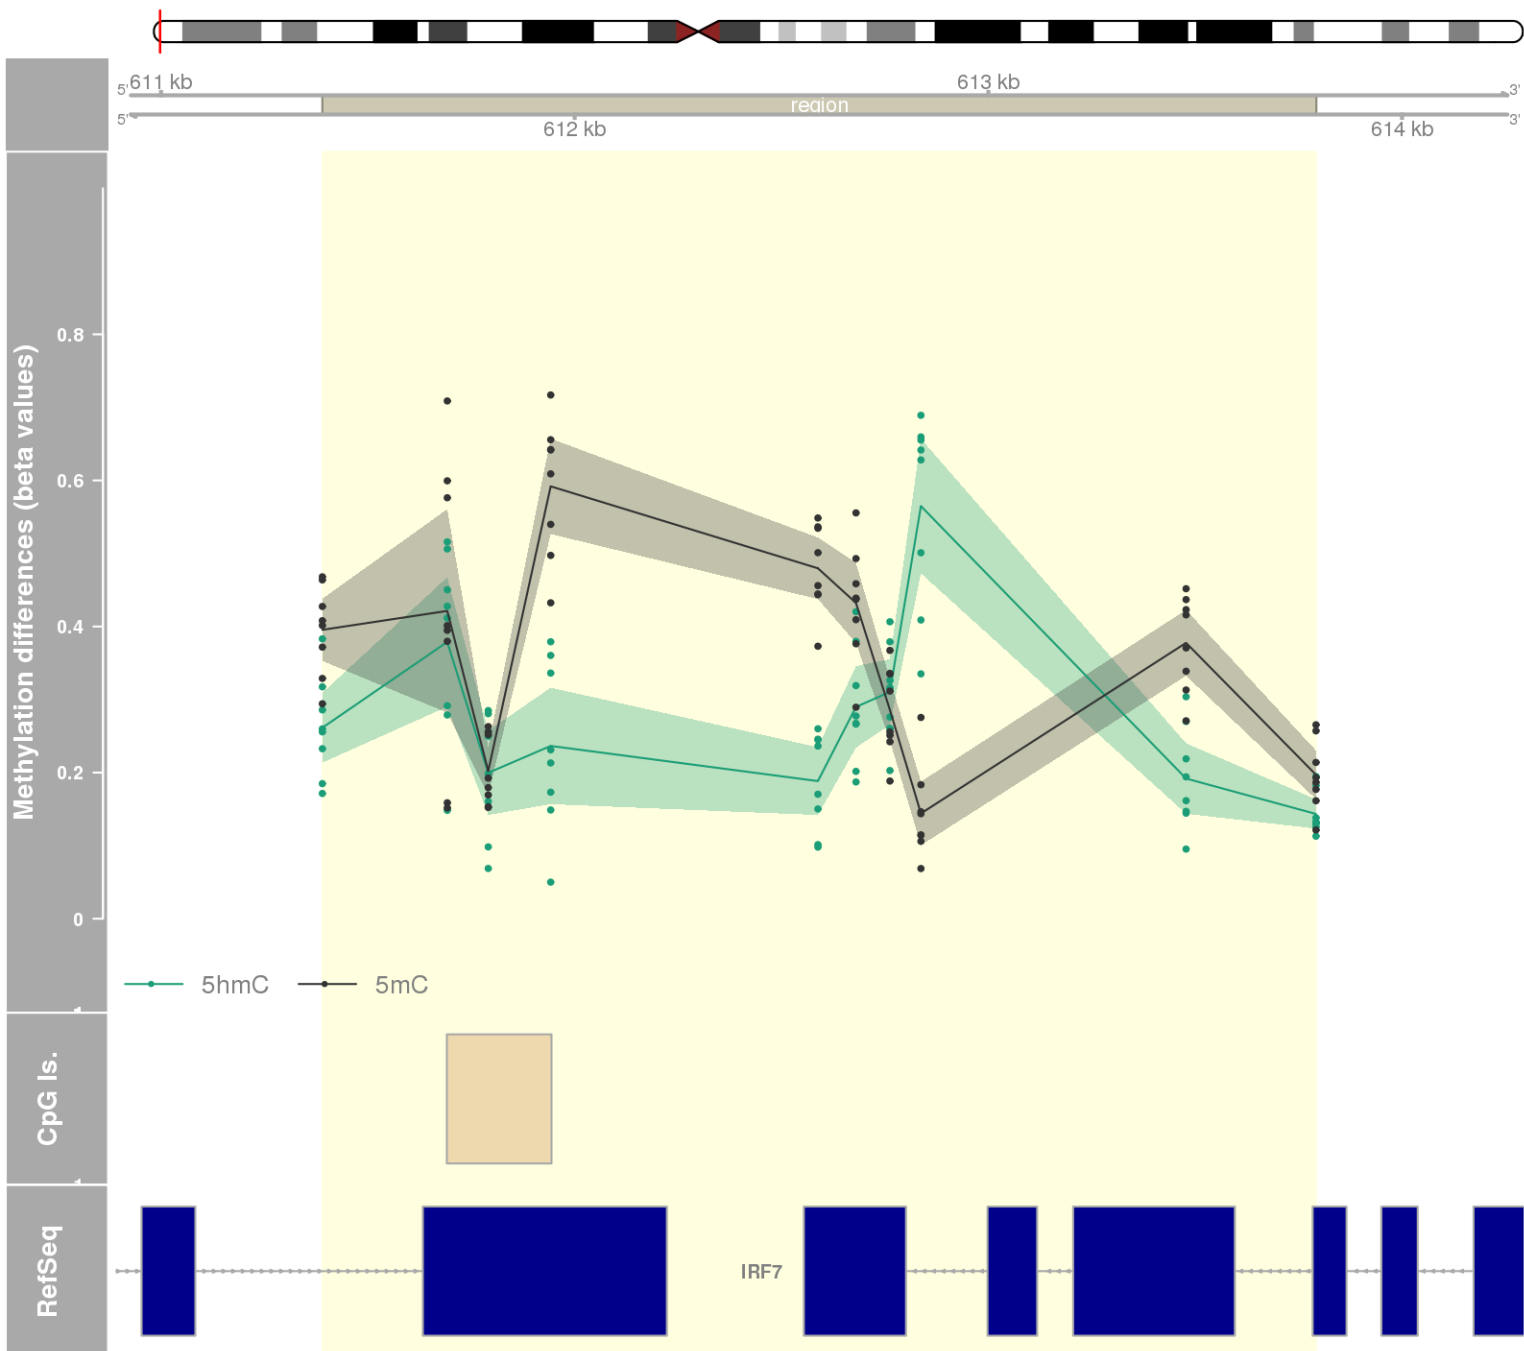 611 kb
613 kb
5'
3'
region
5'
3'
612 kb
614 kb
Methylation differences (beta values)
0.8
0.6
0.4
0.2
0
5hmC
5mC
CpG Is.
RefSeq
IRF7